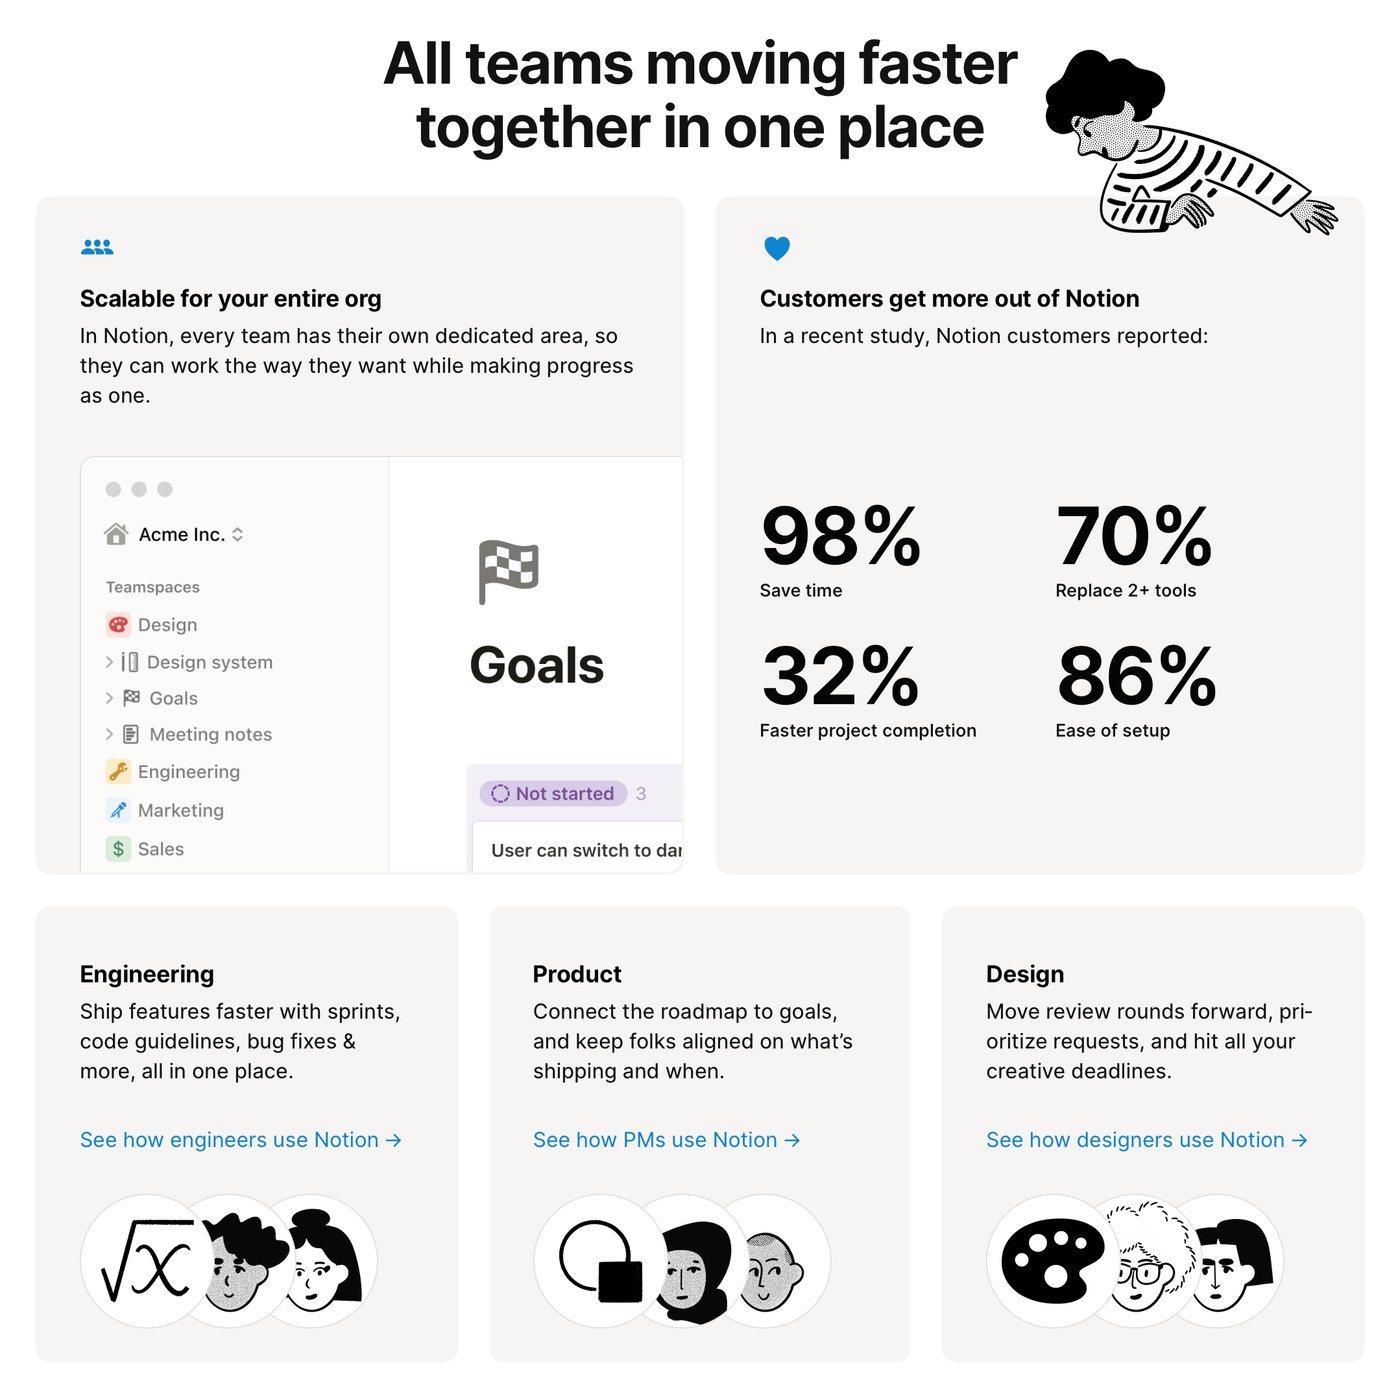 All teams moving faster
together in one place
Scalable for your entire org
In Notion, every team has their own dedicated area, so
they can work the way they want while making progress
as one.
Acme Inc.
Teamspaces
Design
Design system
Goals
Meeting notes
Engineering
Marketing
$ Sales
Goals
Not started 3
User can switch to dar
Customers get more out of Notion
In a recent study, Notion customers reported:
98%
Save time
70%
Replace 2+ tools
32%
Faster project completion
86%
Ease of setup
Engineering
Ship features faster with sprints,
code guidelines, bug fixes &
more, all in one place.
See how engineers use Notion →
√x
Product
Connect the roadmap to goals,
and keep folks aligned on what’s
shipping and when.
See how PMs use Notion →
Design
Move review rounds forward, pri-
oritize requests, and hit all your
creative deadlines.
See how designers use Notion →